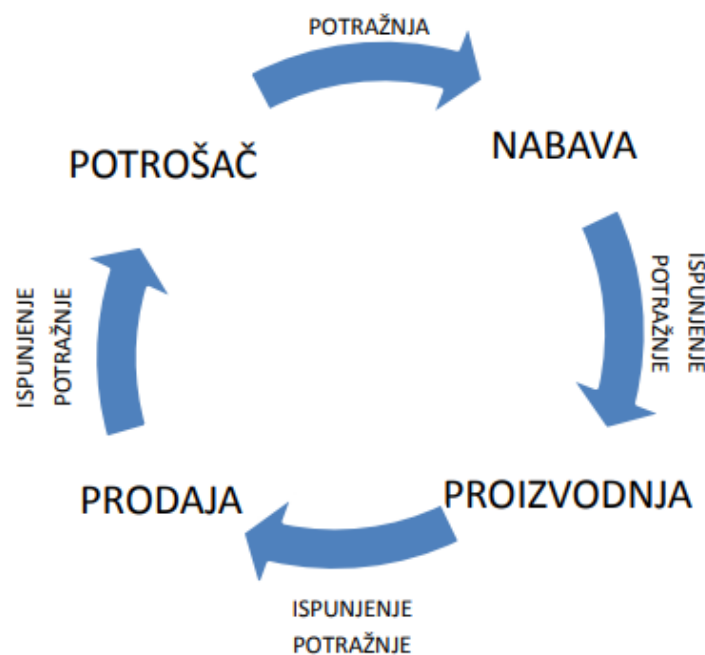 POTRAŽNJA
POTROŠAČ
NABAVA
ISPUNJENJE
POTRAŽNJE
ISPUNJENJE
POTRAŽNJE
PRODAJA
PROIZVODNJA
ISPUNJENJE
POTRAŽNJE